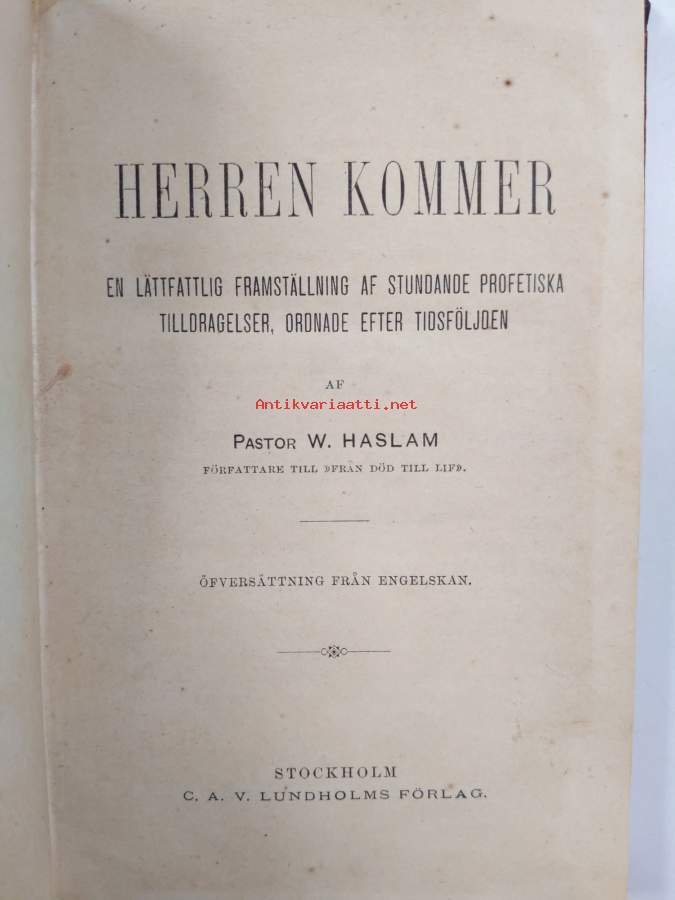 HERREN KOMMER
EN LÄTTFATTLIG FRAMSTÄLLNING AF STUNDANDE PROFETISKA
TILLDRAGELSER, ORDNADE EFTER TIDSFÖLJDEN
AF
Antikvariaatti.net
PASTOR W. HASLAM
FÖRFATTARE TILL »FRÅN DÖD TILL LIF».
ÖFVERSÄTTNING FRÅN ENGELSKAN.
STOCKHOLM
C. A. V. LUNDHOLMS FÖRLAG.